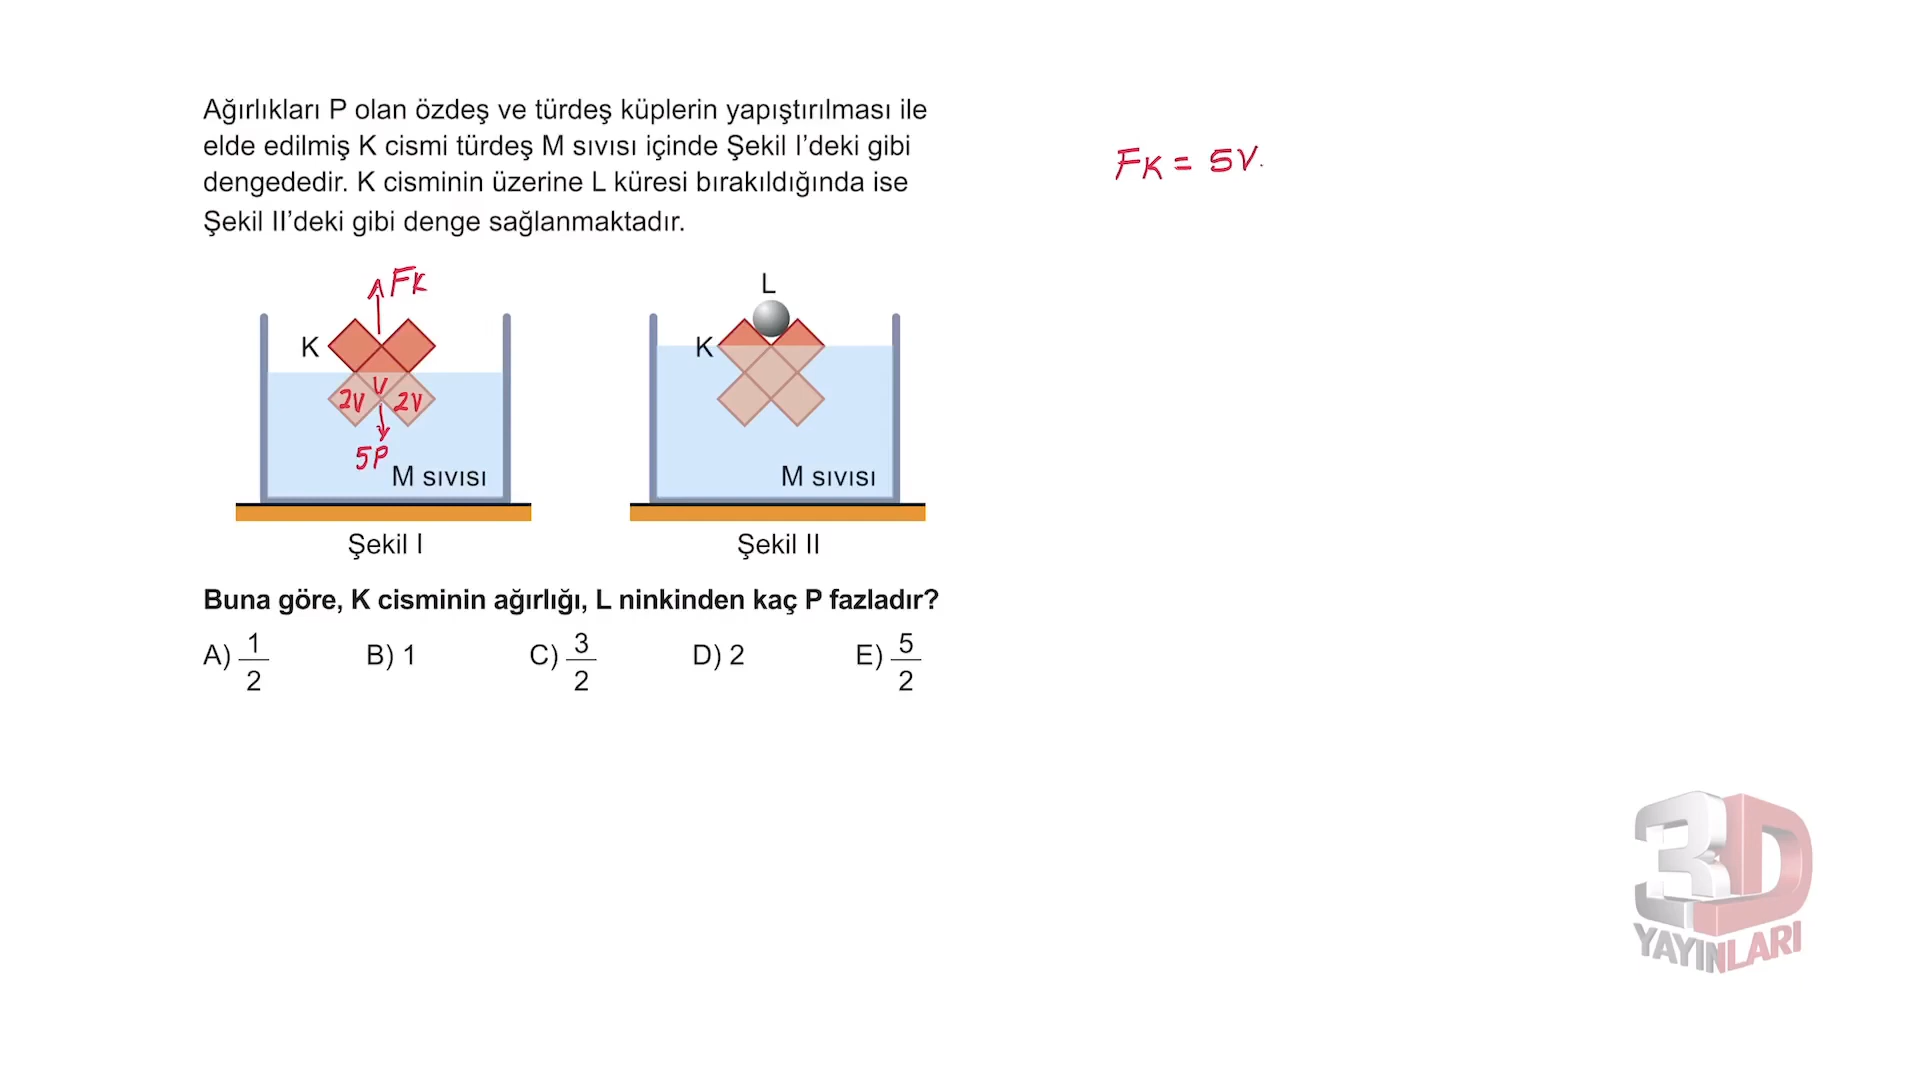 Ağırlıkları P olan özdeş ve türdeş küplerin yapıştırılması ile
elde edilmiş K cismi türdeş M sıvısı içinde Şekil I’deki gibi
dengededir. K cisminin üzerine L küresi bırakıldığında ise
Şekil II’deki gibi denge sağlanmaktadır.
FK = 5V.
FK
K
V
2V 2V
5P
M sıvısı
Şekil I
L
K
M sıvısı
Şekil II
Buna göre, K cisminin ağırlığı, L ninkinden kaç P fazladır?
A) 1/2 B) 1 C) 3/2 D) 2 E) 5/2
3D
YAYINLARI